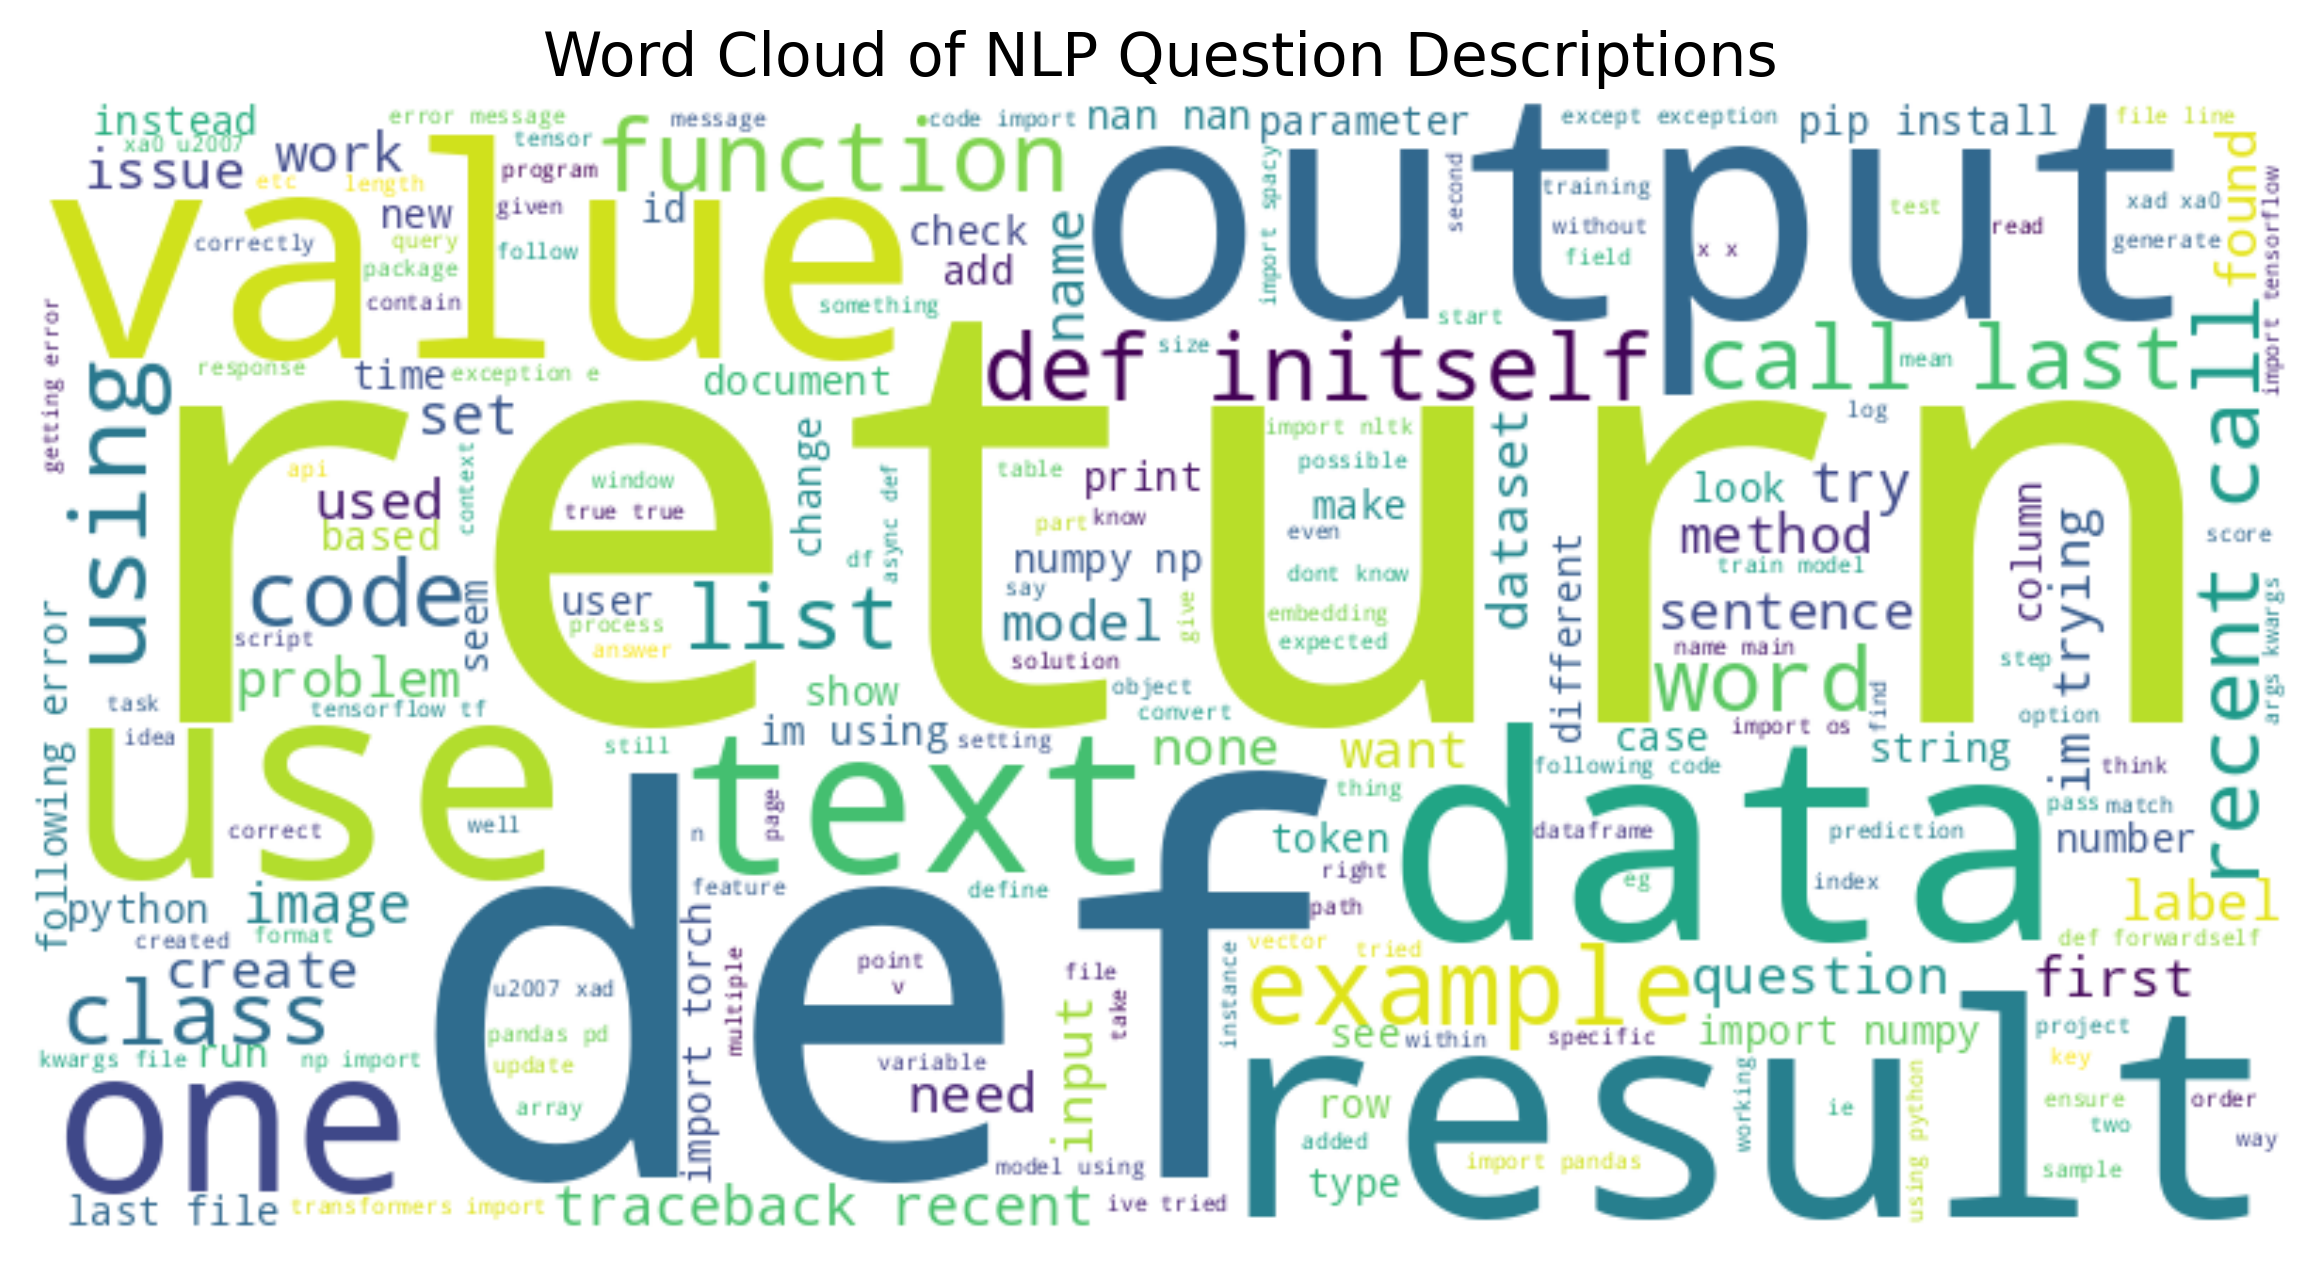 Word Cloud of NLP Question Descriptions
instead
error message
message
code import
nan nan
parameter
except exception
pip install
file line
xa0 u2007
issue
work
tensor
function
output
found
value
etc
length
program
new
given
id
check
add
name
import spacy
second
training
without
field
x x
test
read
xad xa0
generate
import tensorflow
correctly
query
follow
package
contain
something
start
size
def initself
call last
mean
recent call
getting error
using
response
time
exception e
document
set
return
log
import nltk
possible
dataset
look
try
api
used
based
context
window
true true
change
async def
df
table
print
part
know
make
even
method
column
im trying
score
code
numpy np
dont know
train model
seem
user
list
say
model
give
embedding
different
sentence
script
process
answer
expected
name main
args kwargs
following error
problem
solution
word
step
task
tensorflow tf
show
object
convert
import os
find
option
idea
use
still
im using
setting
none
want
case
string
following code
think
text
thing
data
pass
match
correct
well
n
page
token
dataframe
prediction
number
def
feature
define
right
eg
index
python
image
path
label
created
format
import torch
vector
tried
def forwardself
create
multiple
point
v
file
instance
example
question
first
class
u2007 xad
take
kwargs file
run
np import
pandas pd
update
variable
input
see
within
specific
import numpy
project
key
one
array
need
result
row
working
ie
using python
ensure
order
added
two
way
model using
type
import pandas
sample
last file
transformers import
traceback recent
ive tried